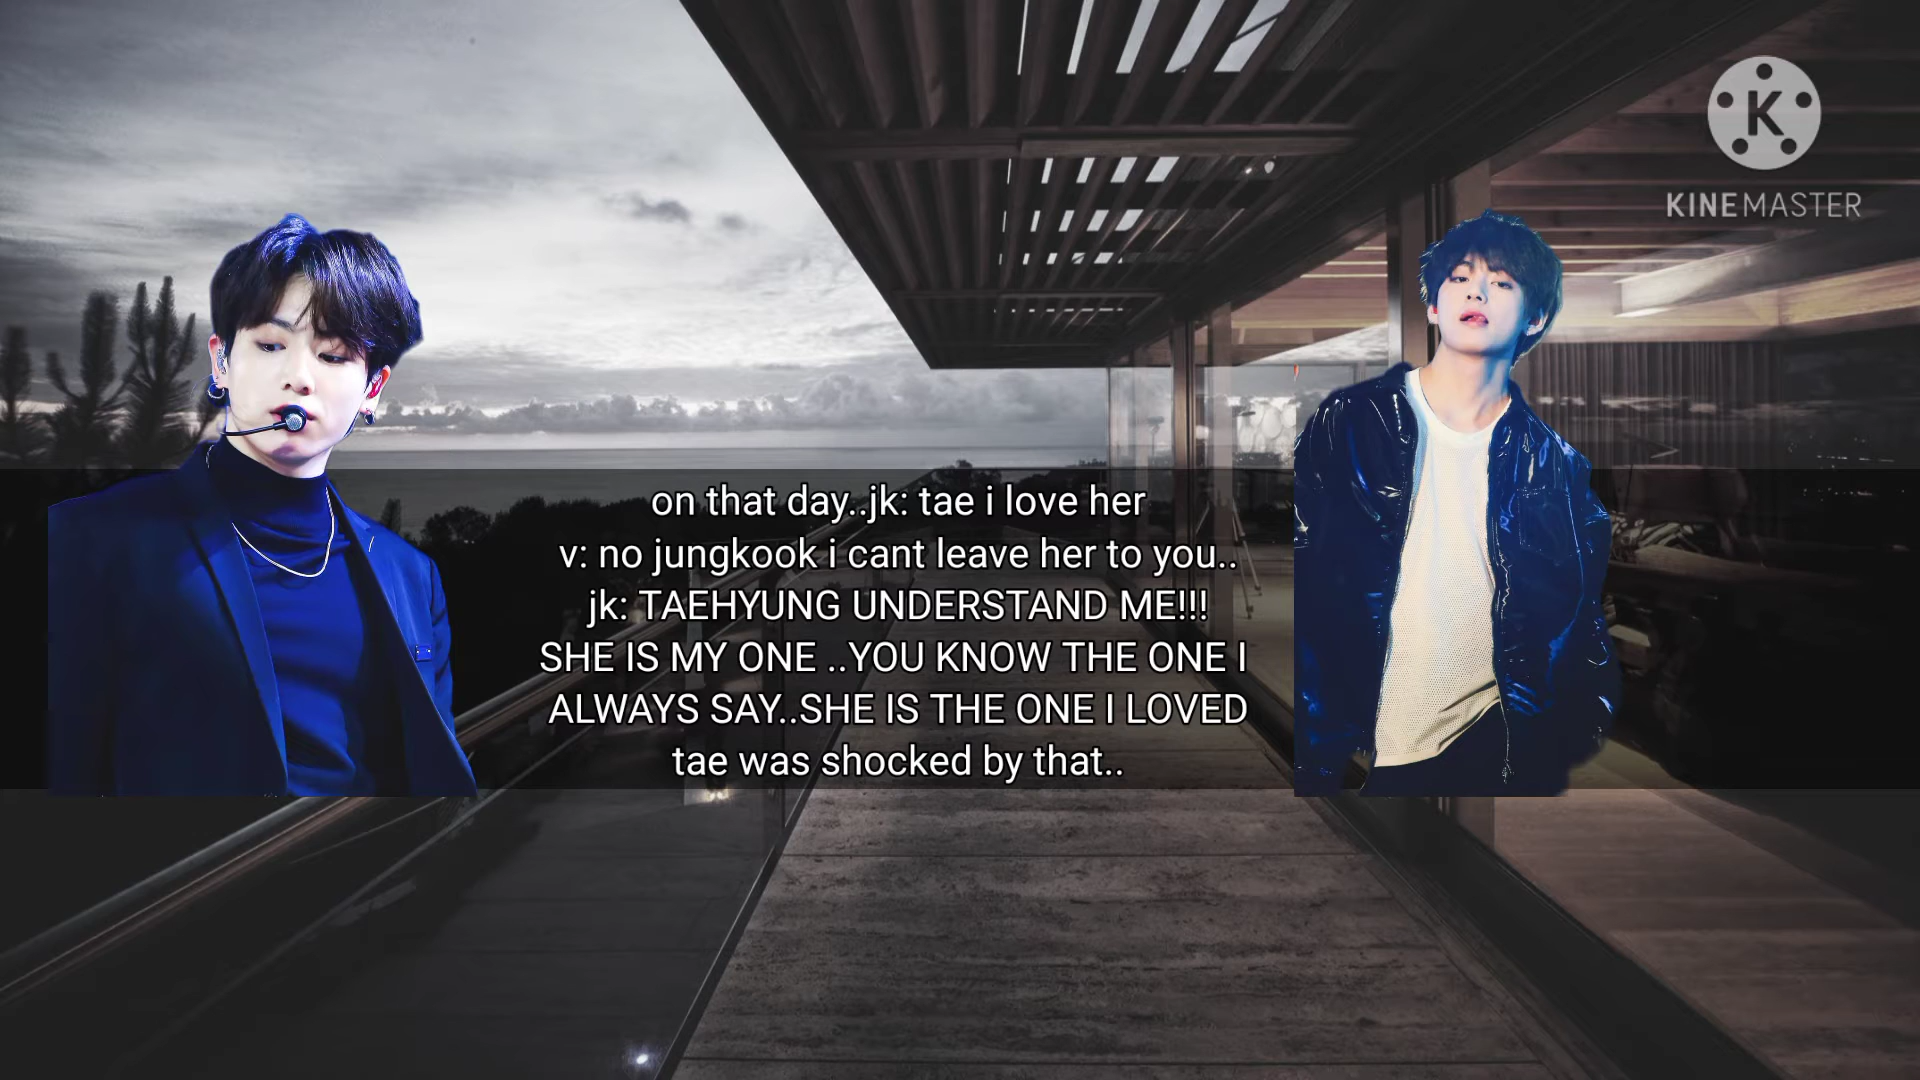 K
KINEMASTER
on that day..jk: tae i love her
v: no jungkook i cant leave her to you..
jk: TAEHYUNG UNDERSTAND ME!!!
SHE IS MY ONE ..YOU KNOW THE ONE I
ALWAYS SAY..SHE IS THE ONE I LOVED
tae was shocked by that..